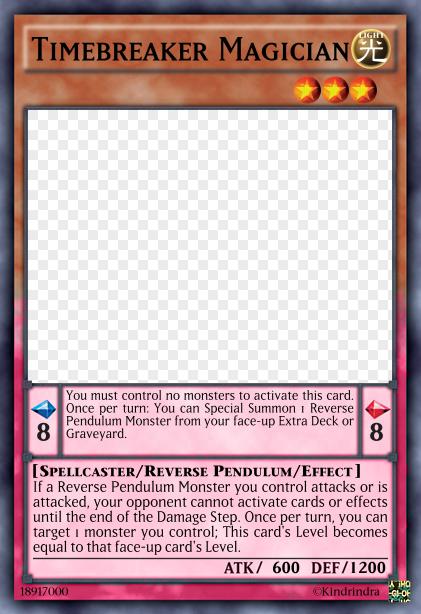 TIMEBREAKER MAGICIAN
LIGHT
光
You must control no monsters to activate this card.
Once per turn: You can Special Summon 1 Reverse
Pendulum Monster from your face-up Extra Deck or
Graveyard.
8
8
[SPELLCASTER/REVERSE PENDULUM/EFFECT]
If a Reverse Pendulum Monster you control attacks or is
attacked, your opponent cannot activate cards or effects
until the end of the Damage Step. Once per turn, you can
target 1 monster you control; This card's Level becomes
equal to that face-up card's Level.
ATK/ 600 DEF/1200
18917000
©Kindrindra